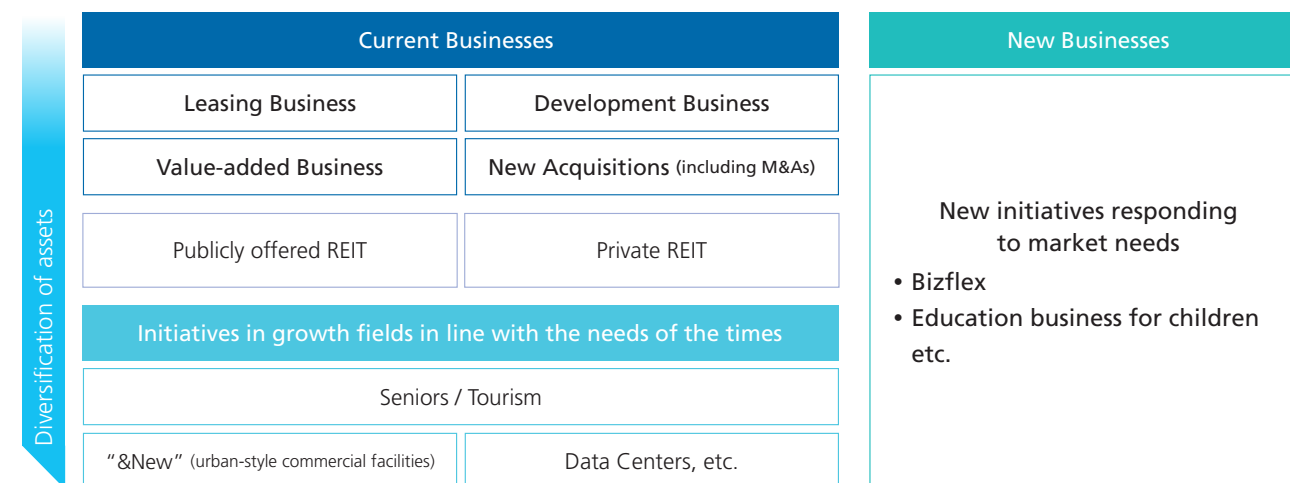 Diversification of assets
Current Businesses
Leasing Business
Development Business
Value-added Business
New Acquisitions (including M&As)
Publicly offered REIT
Private REIT
Initiatives in growth fields in line with the needs of the times
Seniors / Tourism
“&New” (urban-style commercial facilities)
Data Centers, etc.
New Businesses
New initiatives responding
to market needs
• Bizflex
• Education business for children
etc.